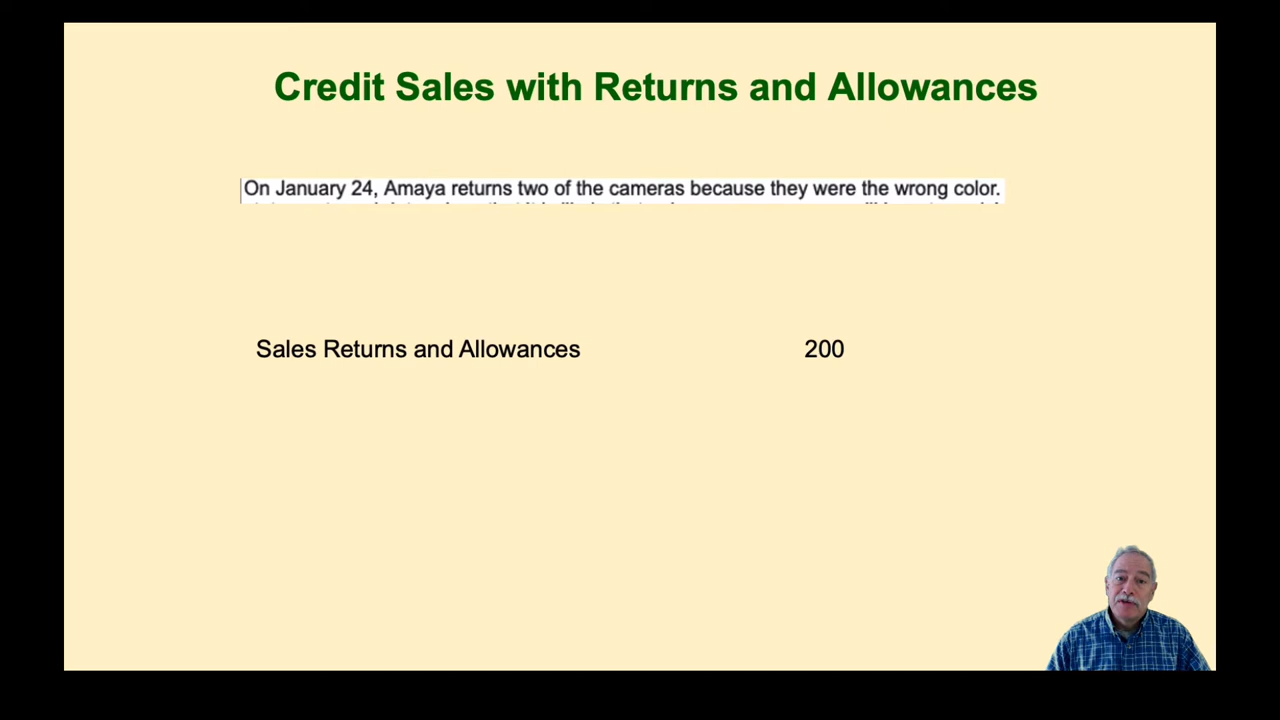 Credit Sales with Returns and Allowances
On January 24, Amaya returns two of the cameras because they were the wrong color.
Sales Returns and Allowances 200